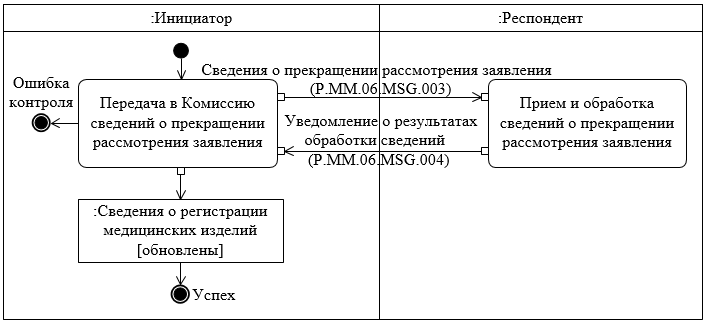 :Инициатор
:Респондент
Ошибка
контроля
Передача в Комиссию
сведений о прекращении
рассмотрения заявления
Сведения о прекращении рассмотрения заявления
(P.MM.06.MSG.003)
Уведомление о результатах
обработки сведений
(P.MM.06.MSG.004)
Прием и обработка
сведений о прекращении
рассмотрения заявления
:Сведения о регистрации
медицинских изделий
[обновлены]
Успех